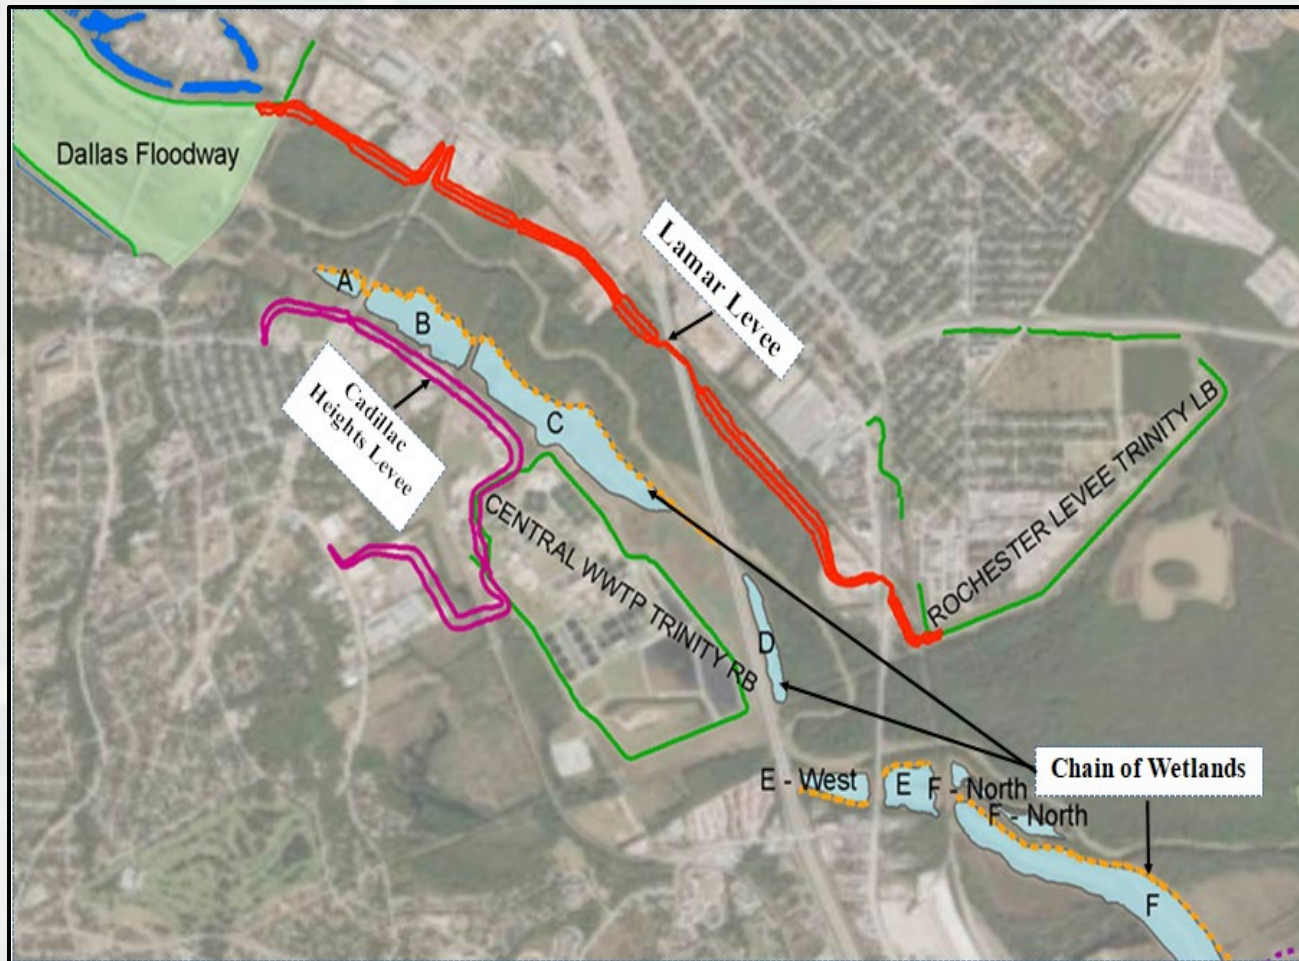 Dallas Floodway
A
B
C
Lamar Levee
Cadillac
Heights Levee
CENTRAL WWTP TRINITY RB
ROCHESTER LEVEE TRINITY LB
D
Chain of Wetlands
E - West
E
F - North
F - North
F